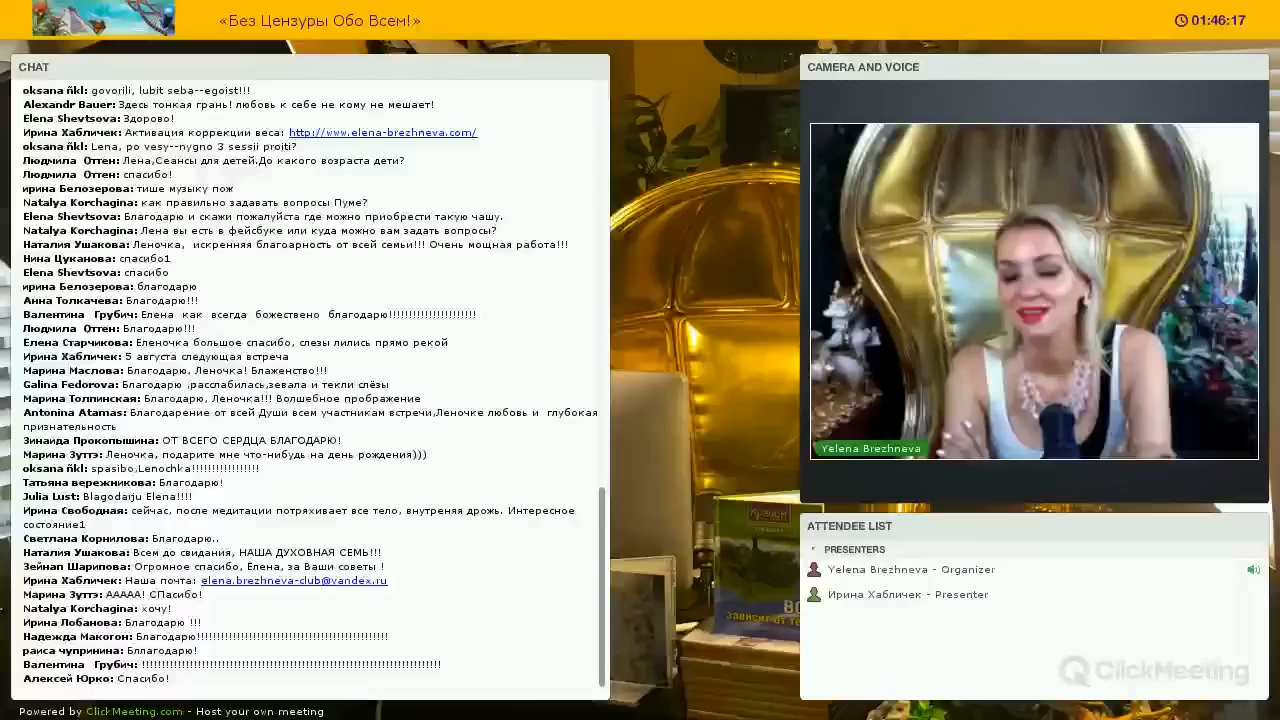 «Без Цензуры Обо Всем!»
01:46:17
CHAT
oksana ñkl: govorili, lubit seba--egoist!!!
Alexandr Bauer: Здесь тонкая грань! любовь к себе не кому не мешает!
Elena Shevtsova: Здорово!
Ирина Хабличек: Активация коррекции веса: http://www.elena-brezhneva.com/
oksana ñkl: Lena, po vesy--nygno 3 sessii projti?
Людмила Оттен: Лена,Сеансы для детей.До какого возраста дети?
Людмила Оттен: спасибо!
ирина Белозерова: тише музыку пож
Natalya Korchagina: как правильно задавать вопросы Пуме?
Elena Shevtsova: Благодарю и скажи пожалуйста где можно приобрести такую чашу.
Natalya Korchagina: Лена вы есть в фейсбуке или куда можно вам задать вопросы?
Наталия Ушакова: Леночка, искренняя благоарность от всей семьи!!! Очень мощная работа!!!
Нина Цуканова: спасибо1
Elena Shevtsova: спасибо
ирина Белозерова: благодарю
Анна Толкачева: Благодарю!!!
Валентина Грубич: Елена как всегда божествено благодарю!!!!!!!!!!!!!!!!!!!!!!
Людмила Оттен: Благодарю!!!
Елена Старчикова: Еленочка большое спасибо, слезы лились прямо рекой
Ирина Хабличек: 5 августа следующая встреча
Марина Маслова: Благодарю, Леночка! Блаженство!!!
Galina Fedorova: Благодарю ,расслабилась,зевала и текли слёзы
Марина Толпинская: Благодарю, Леночка!!! Волшебное прображение
Antonina Atamas: Благодарение от всей Души всем участникам встречи,Леночке любовь и глубокая
признательность
Зинаида Прокопьшина: ОТ ВСЕГО СЕРДЦА БЛАГОДАРЮ!
Марина Зуттэ: Леночка, пожелай мне что-нибудь на день рождения)))
oksana ñkl: spasibo,Lenochka!!!!!!!!!!!!!!!!!
Татьяна вережникова: Благодарю!
Julia Lust: Blagodarju Elena!!!!
Ирина Свободная: сейчас, после медитации потряхивает все тело, внутреняя дрожь. Интересное
состояние1
Светлана Корнилова: Благодарю..
Наталия Ушакова: Всем до свидания, НАША ДУХОВНАЯ СЕМЬ!!!
Зейнап Шарипова: Огромное спасибо, Елена, за Ваши советы !
Ирина Хабличек: Наша почта: elena.brezhneva-club@yandex.ru
Марина Зуттэ: ААААА! СПасибо!
Natalya Korchagina: хочу!
Ирина Лобанова: Благодарю !!!
Надежда Макогон: Благодарю!!!!!!!!!!!!!!!!!!!!!!!!!!!!!!!!!!!!!!!!!!!!!!!!
раиса чупринина: Бллагодарю!
Валентина Грубич: !!!!!!!!!!!!!!!!!!!!!!!!!!!!!!!!!!!!!!!!!!!!!!!!!!!!!!!!!!!!!!!!!!!!!!!!!!!
Алексей Юрко: Спасибо!
Powered by ClickMeeting.com - Host your own meeting
CAMERA AND VOICE
Yelena Brezhneva
ATTENDEE LIST
PRESENTERS
Yelena Brezhneva - Organizer
Ирина Хабличек - Presenter
ClickMeeting
зависит от